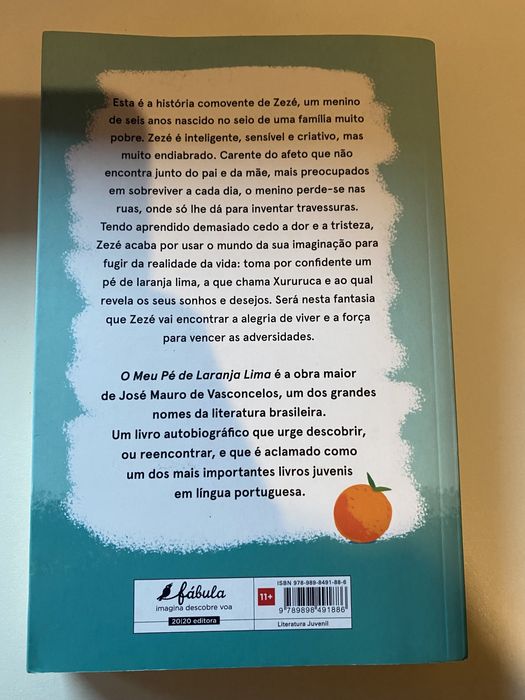 Esta é a história comovente de Zezé, um menino
de seis anos nascido no seio de uma família muito
pobre. Zezé é inteligente, sensível e criativo, mas
muito endiabrado. Carente do afeto que não
encontra junto do pai e da mãe, mais preocupados
em sobreviver a cada dia, o menino perde-se nas
ruas, onde só lhe dá para inventar travessuras.
Tendo aprendido demasiado cedo a dor e a tristeza,
Zezé acaba por usar o mundo da sua imaginação para
fugir da realidade da vida: toma por confidente um
pé de laranja lima, a que chama Xururuca e ao qual
revela os seus sonhos e desejos. Será nesta fantasia
que Zezé vai encontrar a alegria de viver e a força
para vencer as adversidades.
O Meu Pé de Laranja Lima é a obra maior
de José Mauro de Vasconcelos, um dos grandes
nomes da literatura brasileira.
Um livro autobiográfico que urge descobrir,
ou reencontrar, e que é aclamado como
um dos mais importantes livros juvenis
em língua portuguesa.
fábula
imagina descobre voa
20|20 editora
11+
ISBN 978-989-8491-88-6
9 789898 491886
Literatura Juvenil